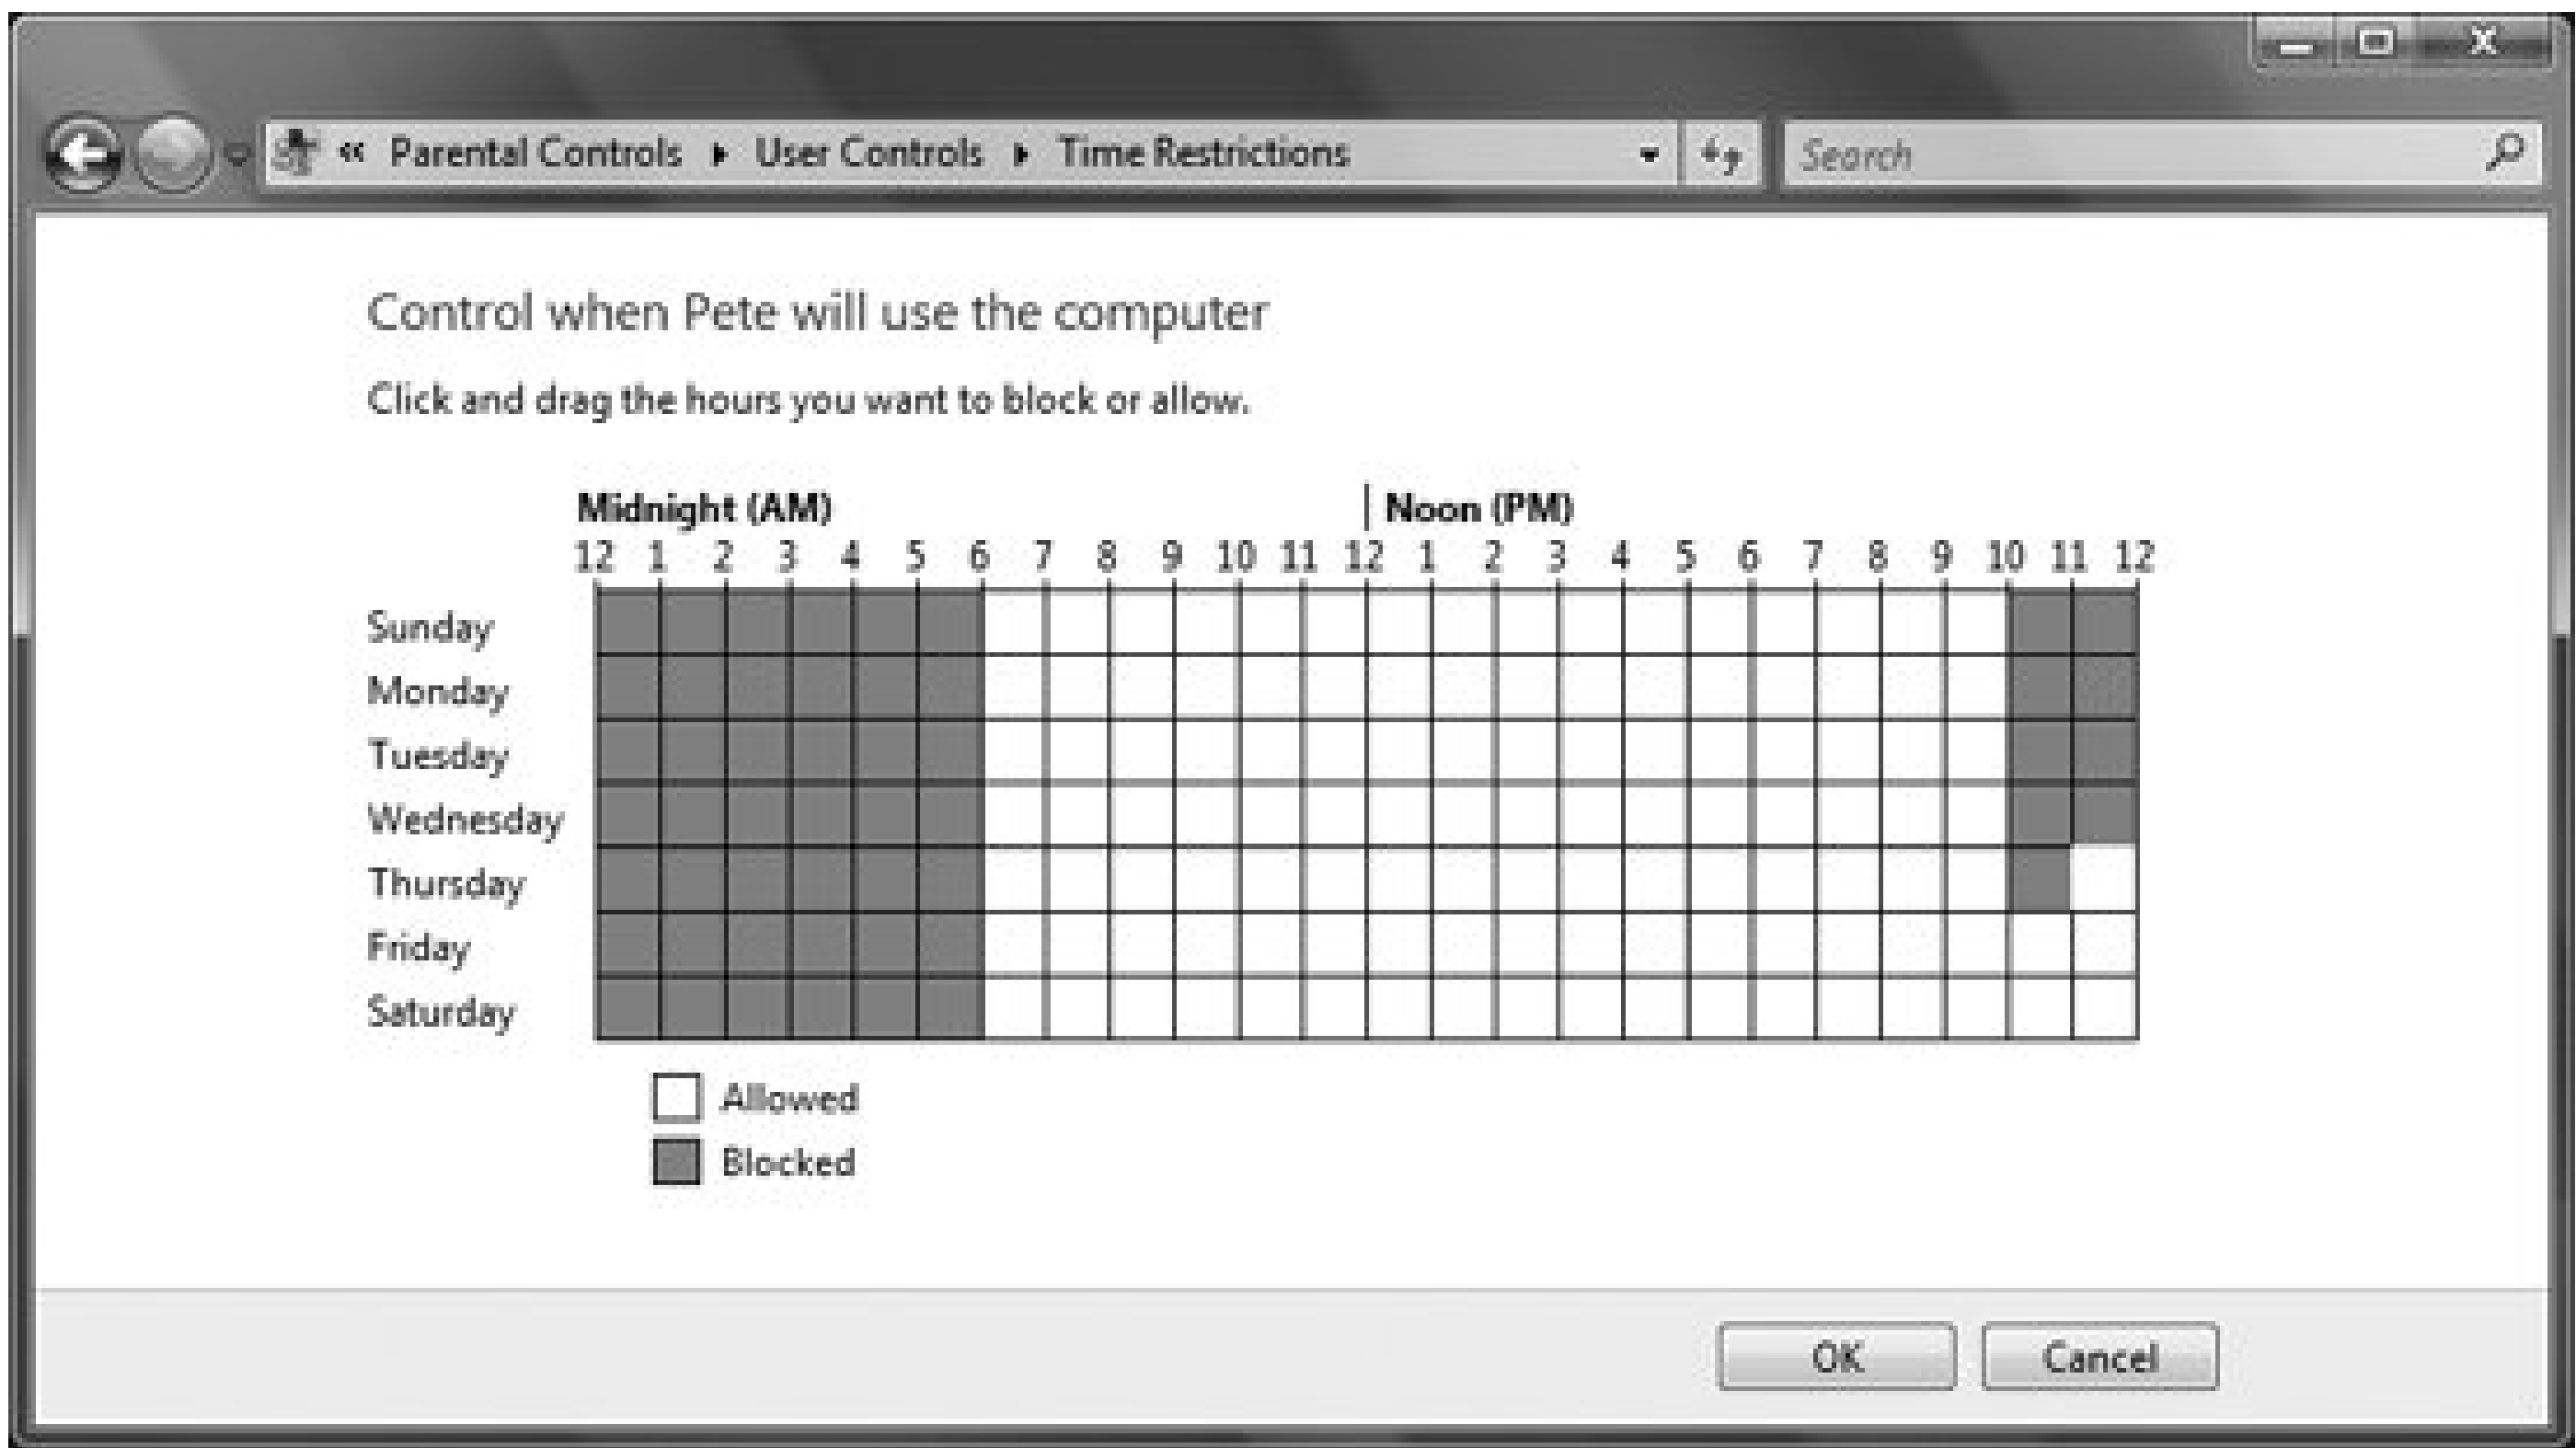 « Parental Controls ▸ User Controls ▸ Time Restrictions
Search
Control when Pete will use the computer
Click and drag the hours you want to block or allow.
Midnight (AM) | Noon (PM)
12 1 2 3 4 5 6 7 8 9 10 11 12 1 2 3 4 5 6 7 8 9 10 11 12
Sunday
Monday
Tuesday
Wednesday
Thursday
Friday
Saturday
Allowed
Blocked
OK Cancel